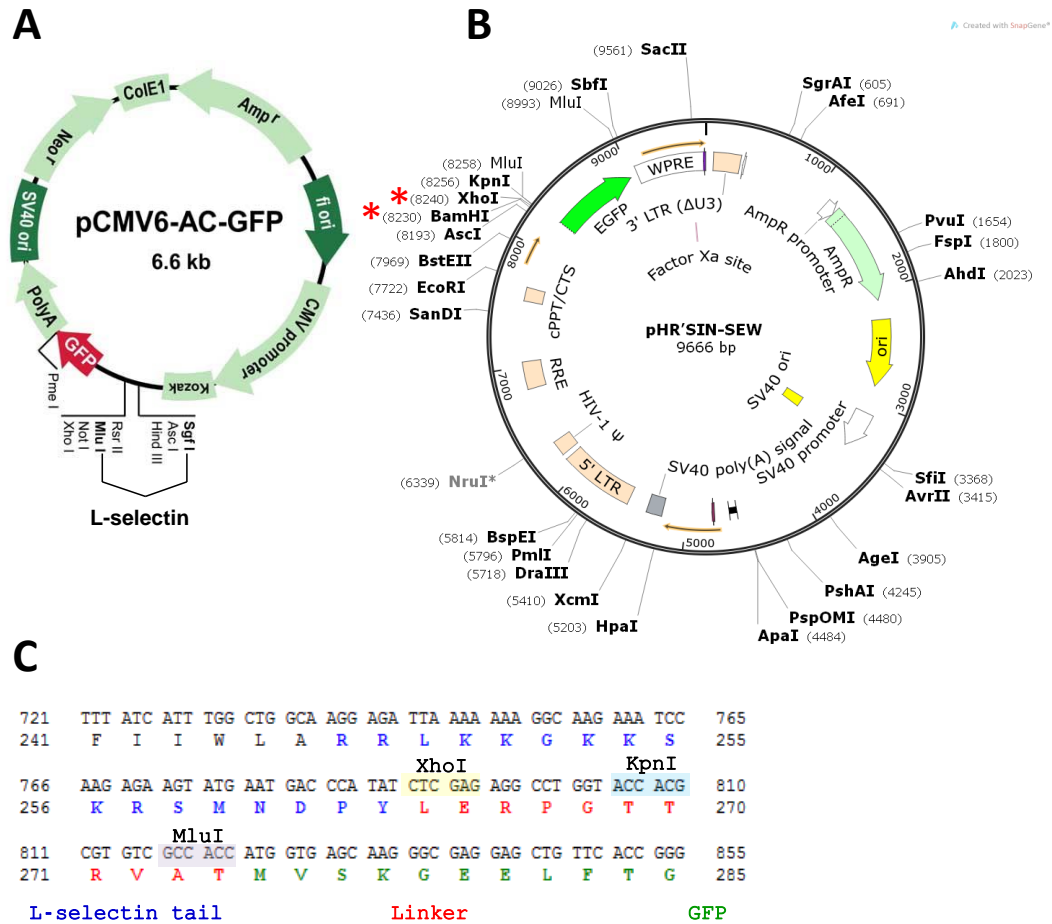 A
ColE1
Amp r
Neo r
fi ori
SV40 ori
pCMV6-AC-GFP
6.6 kb
PolyA
CMV promoter
GFP
Kozak
Pme I
Xho I
Not I
Mlu I
Rsr II
Hind III
Asc I
Sgf I
L-selectin
B
Created with SnapGene®
(9561) SacII
(9026) SbfI
(8993) MluI
SgrAI (605)
AfeI (691)
(8258) MluI
(8256) KpnI
* (8240) XhoI
* (8230) BamHI
(8193) AscI
(7969) BstEII
(7722) EcoRI
(7436) SanDI
PvuI (1654)
FspI (1800)
AhdI (2023)
9000
1000
8000
2000
7000
3000
6000
5000
4000
WPRE
EGFP
3' LTR (ΔU3)
Factor Xa site
AmpR promoter
AmpR
cPPT/CTS
pHR'SIN-SEW
9666 bp
ori
SV40 ori
RRE
HIV-1 Ψ
5' LTR
SV40 poly(A) signal
SV40 promoter
(6339) NruI*
SfiI (3368)
AvrII (3415)
(5814) BspEI
(5796) PmlI
(5718) DraIII
(5410) XcmI
(5203) HpaI
AgeI (3905)
PshAI (4245)
PspOMI (4480)
ApaI (4484)
C
721 TTT ATC ATT TGG CTG GCA AGG AGA TTA AAA AAA GGC AAG AAA TCC 765
241 F I I W L A R R L K K G K K S 255
XhoI KpnI
766 AAG AGA AGT ATG AAT GAC CCA TAT CTC GAG AGG CCT GGT ACC ACG 810
256 K R S M N D P Y L E R P G T T 270
MluI
811 CGT GTC GCC ACC ATG GTG AGC AAG GGC GAG GAG CTG TTC ACC GGG 855
271 R V A T M V S K G E E L F T G 285
L-selectin tail Linker GFP